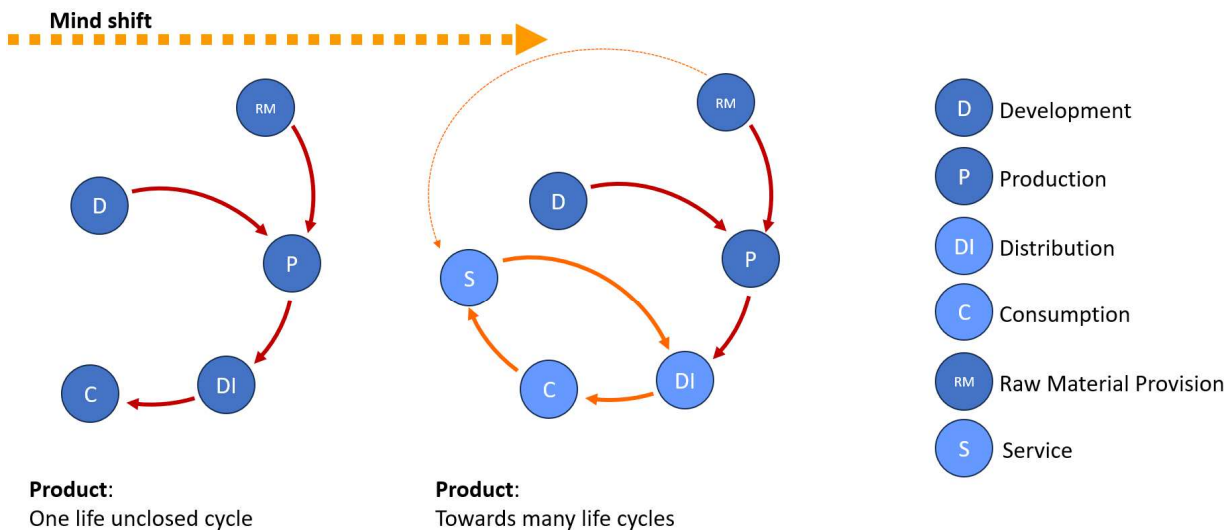 Mind shift
RM
D
P
DI
C
Product:
One life unclosed cycle
RM
D
S
P
C
DI
Product:
Towards many life cycles
D Development
P Production
DI Distribution
C Consumption
RM Raw Material Provision
S Service